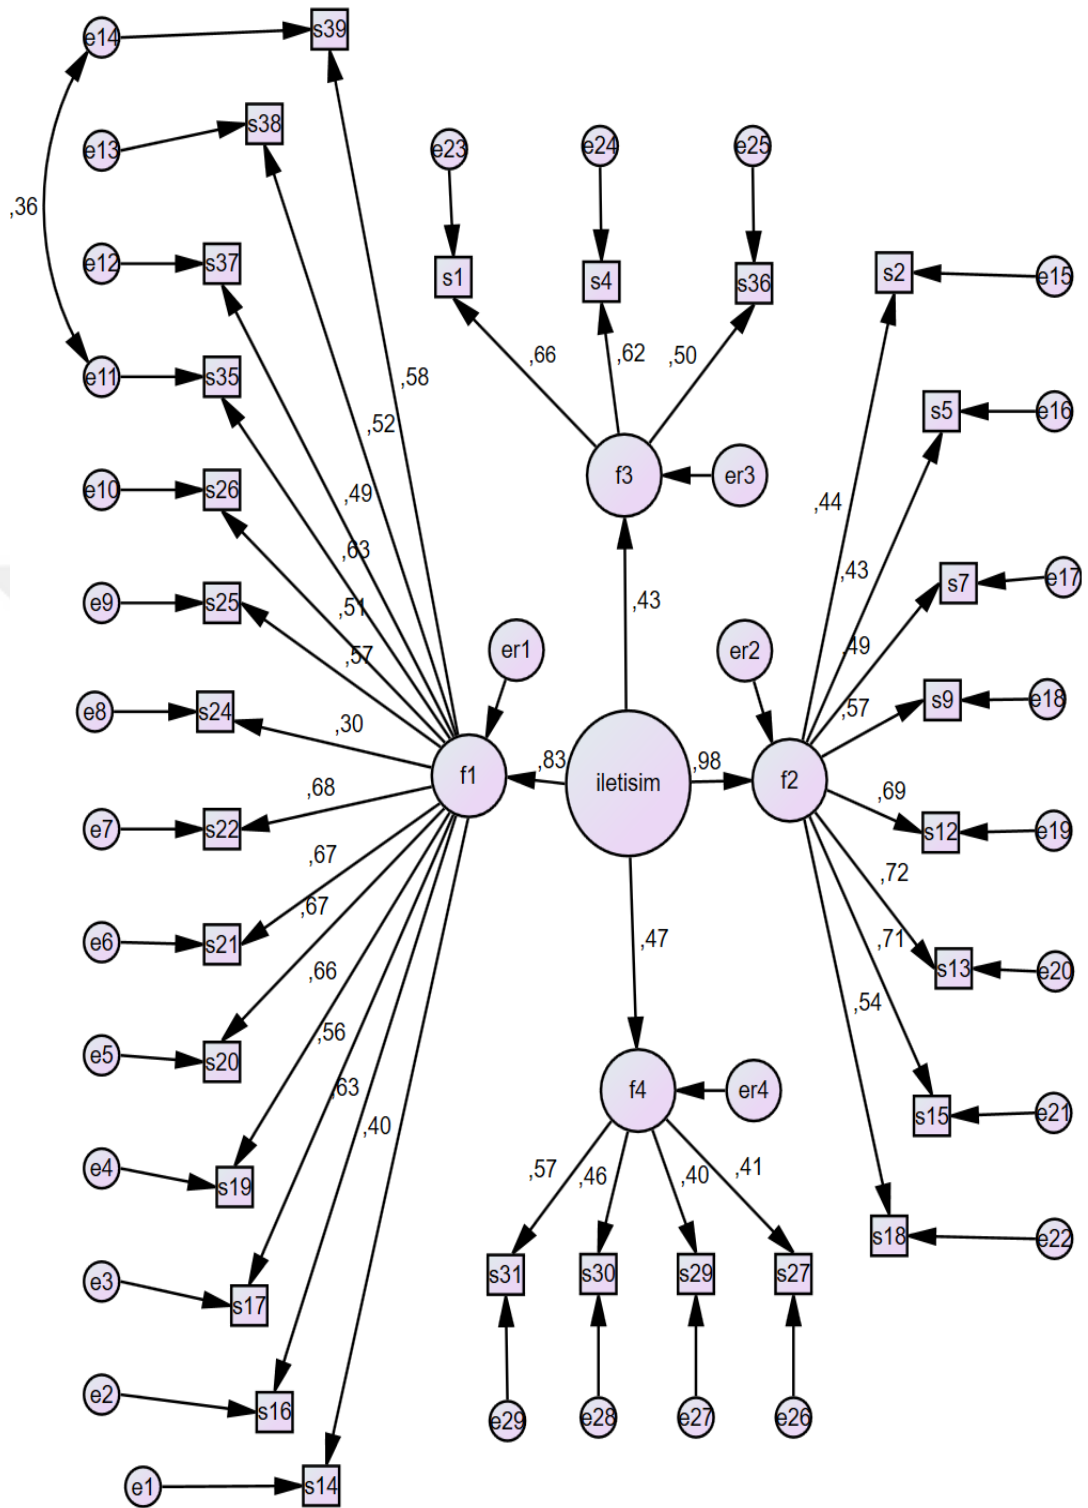 e14
s39
s38
e13
e23
e24
e25
,36
e12
s37
s1
s4
s36
s2
e15
e11
s35
,66
,62
,50
,58
s5
e16
,52
e10
s26
f3
er3
,49
,44
,63
,43
s7
e17
e9
s25
,51
,43
,57
er1
er2
,49
s9
e18
e8
s24
,30
,57
f1
,83
iletisim
,98
f2
,68
,69
e7
s22
s12
e19
,67
,72
,67
e6
s21
,47
,71
s13
e20
,66
,54
,56
e5
s20
,63
f4
er4
,40
s15
e21
e4
s19
,57
,46
,40
,41
s18
e22
e3
s17
s31
s30
s29
s27
e2
s16
e29
e28
e27
e26
e1
s14